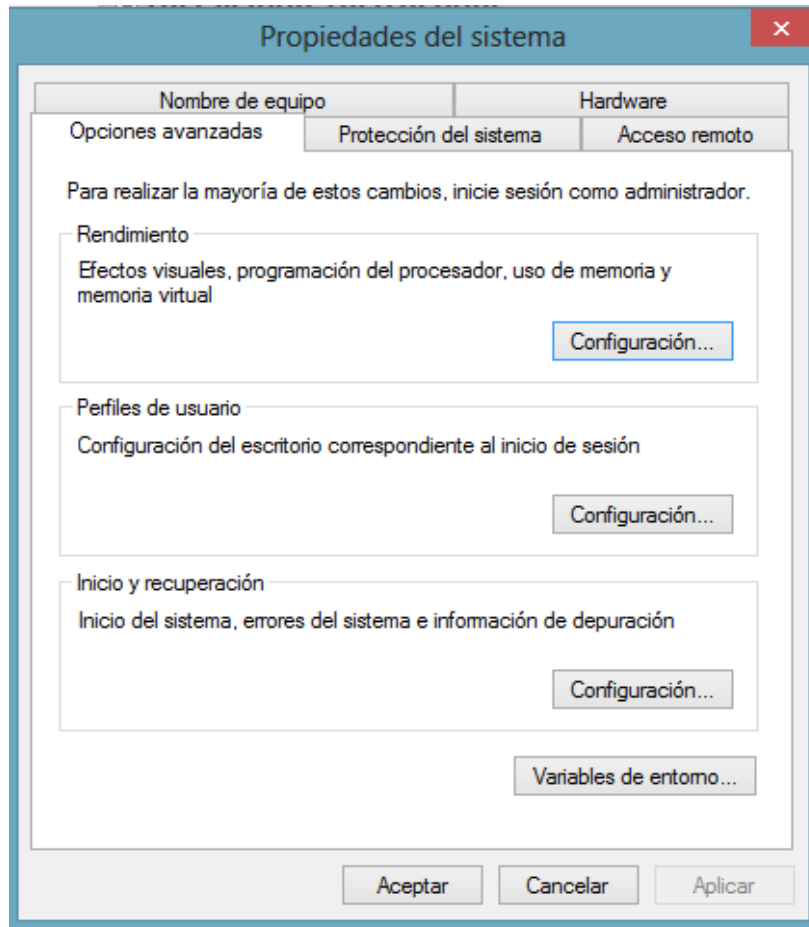 Propiedades del sistema
Nombre de equipo
Hardware
Opciones avanzadas
Protección del sistema
Acceso remoto
Para realizar la mayoría de estos cambios, inicie sesión como administrador.
Rendimiento
Efectos visuales, programación del procesador, uso de memoria y
memoria virtual
Configuración...
Perfiles de usuario
Configuración del escritorio correspondiente al inicio de sesión
Configuración...
Inicio y recuperación
Inicio del sistema, errores del sistema e información de depuración
Configuración...
Variables de entorno...
Aceptar
Cancelar
Aplicar